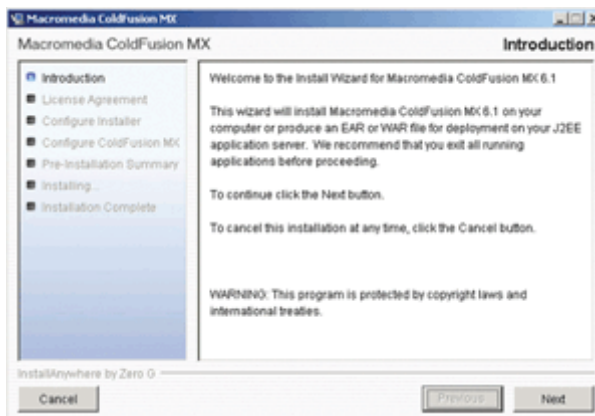 Macromedia ColdFusion MX
Macromedia ColdFusion MX
Introduction
Introduction
License Agreement
Configure Installer
Configure ColdFusion MX
Pre-Installation Summary
Installing...
Installation Complete
Welcome to the Install Wizard for Macromedia ColdFusion MX 6.1
This wizard will install Macromedia ColdFusion MX 6.1 on your
computer or produce an EAR or WAR file for deployment on your J2EE
application server. We recommend that you exit all running
applications before proceeding.
To continue click the Next button.
To cancel this installation at any time, click the Cancel button.
WARNING: This program is protected by copyright laws and
international treaties.
InstallAnywhere by Zero G
Cancel
Previous
Next